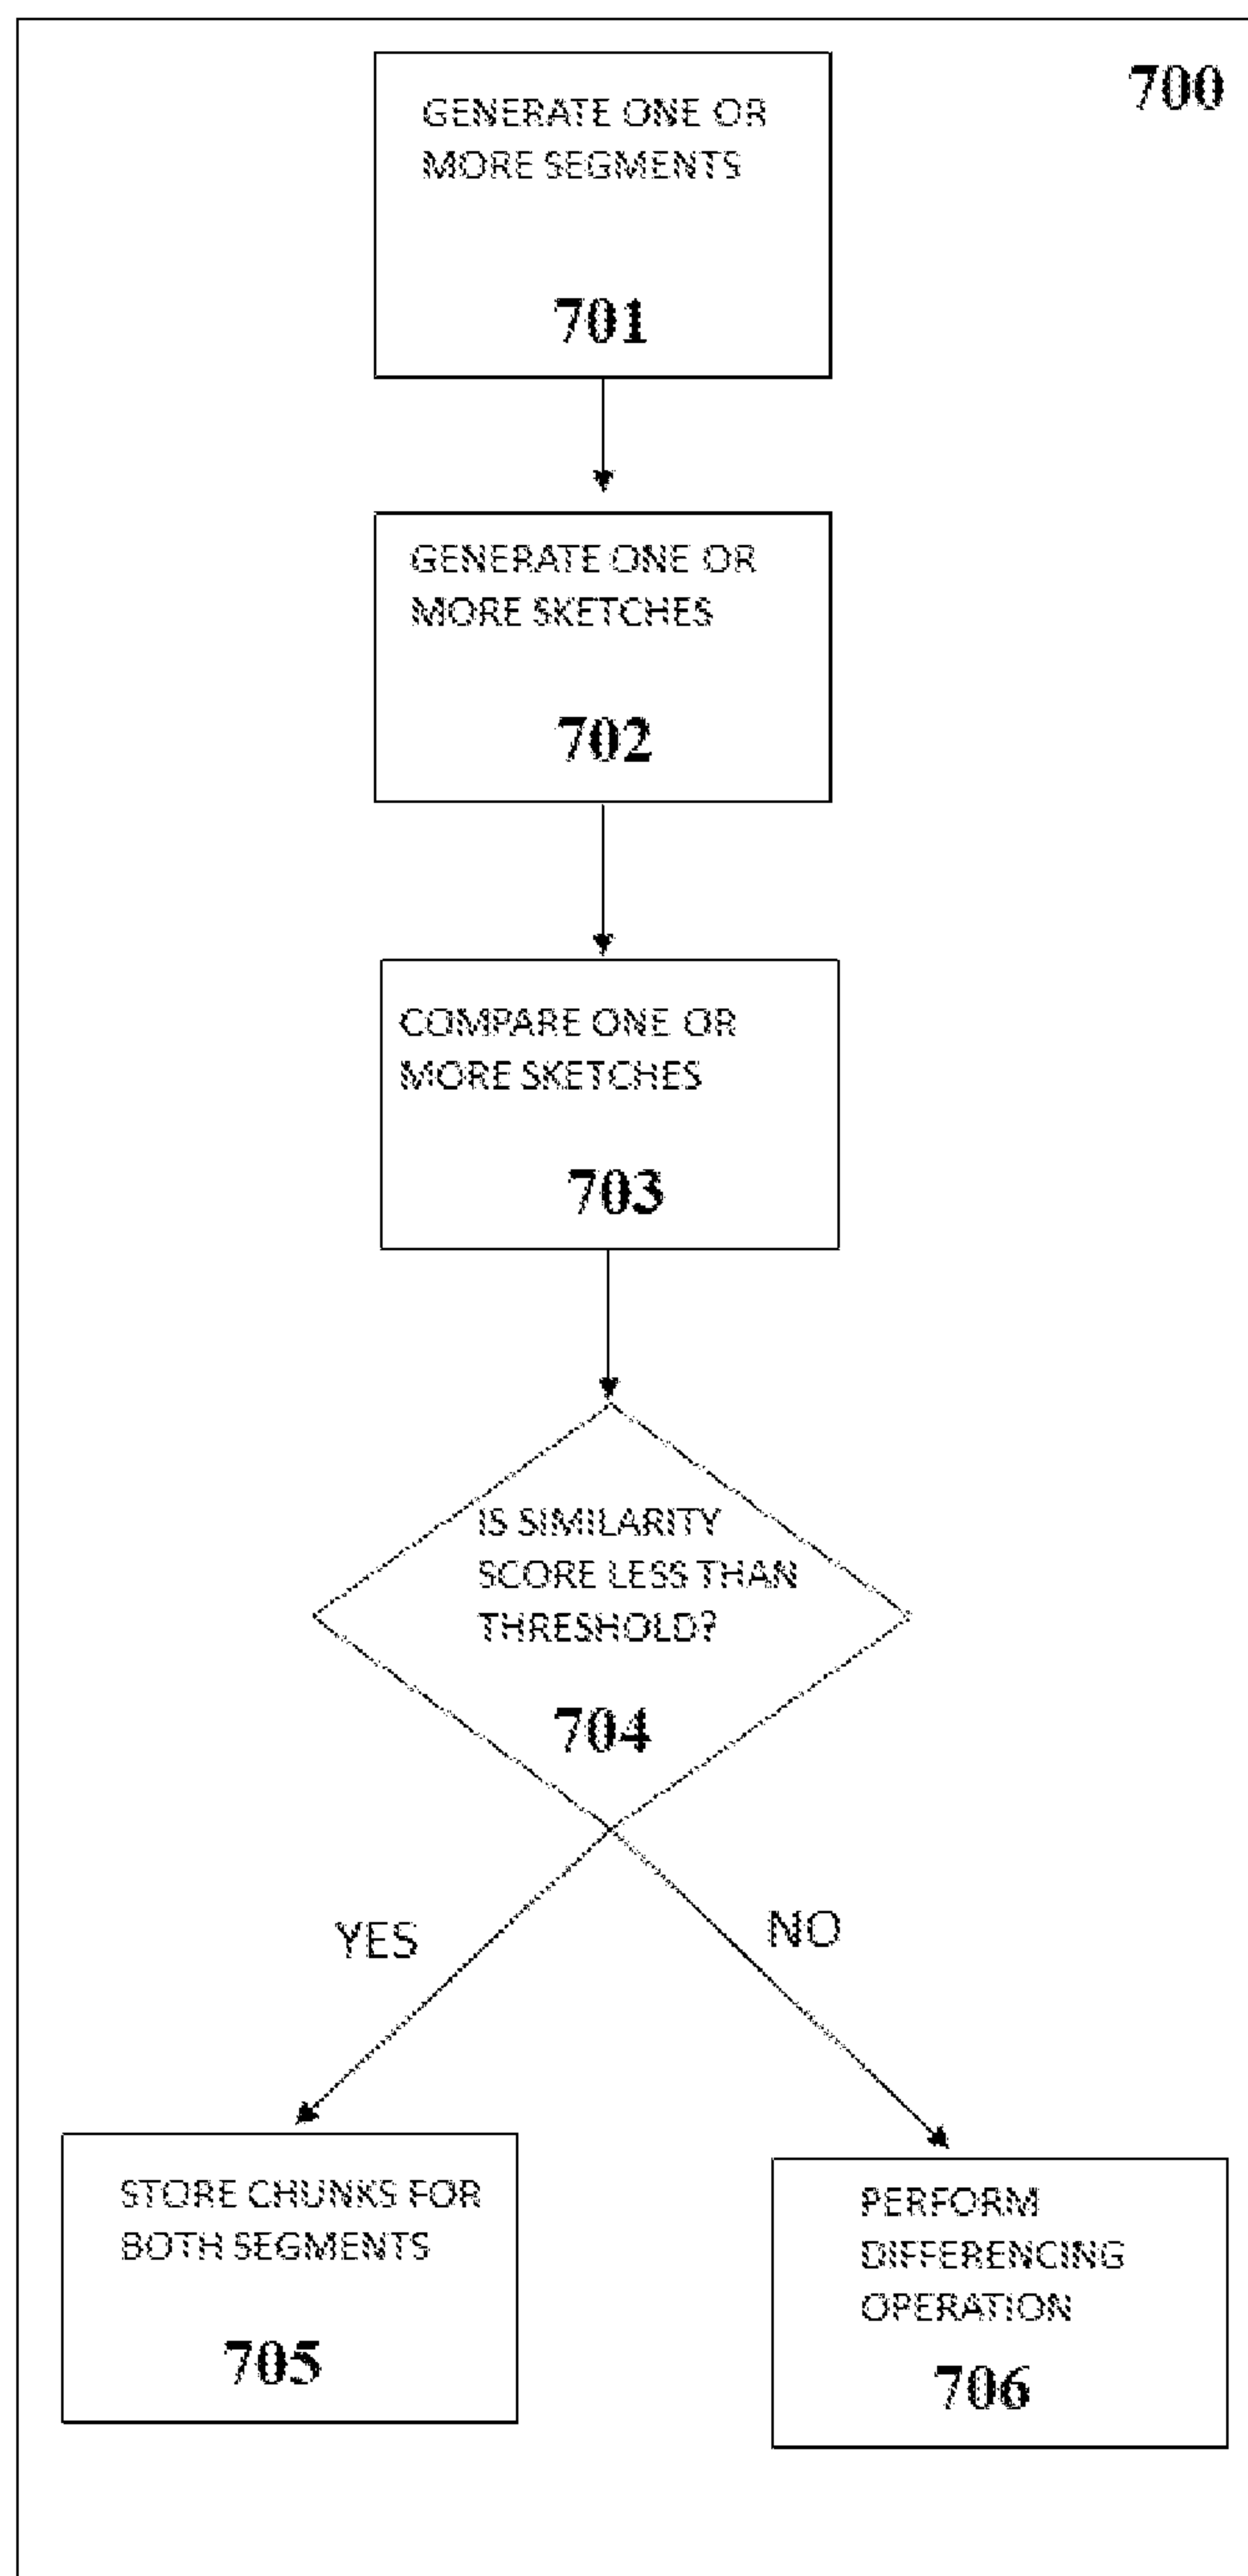 700
GENERATE ONE OR
MORE SEGMENTS
701
GENERATE ONE OR
MORE SKETCHES
702
COMPARE ONE OR
MORE SKETCHES
703
IS SIMILARITY
SCORE LESS THAN
THRESHOLD?
704
YES
NO
STORE CHUNKS FOR
BOTH SEGMENTS
705
PERFORM
DIFFERENCING
OPERATION
706